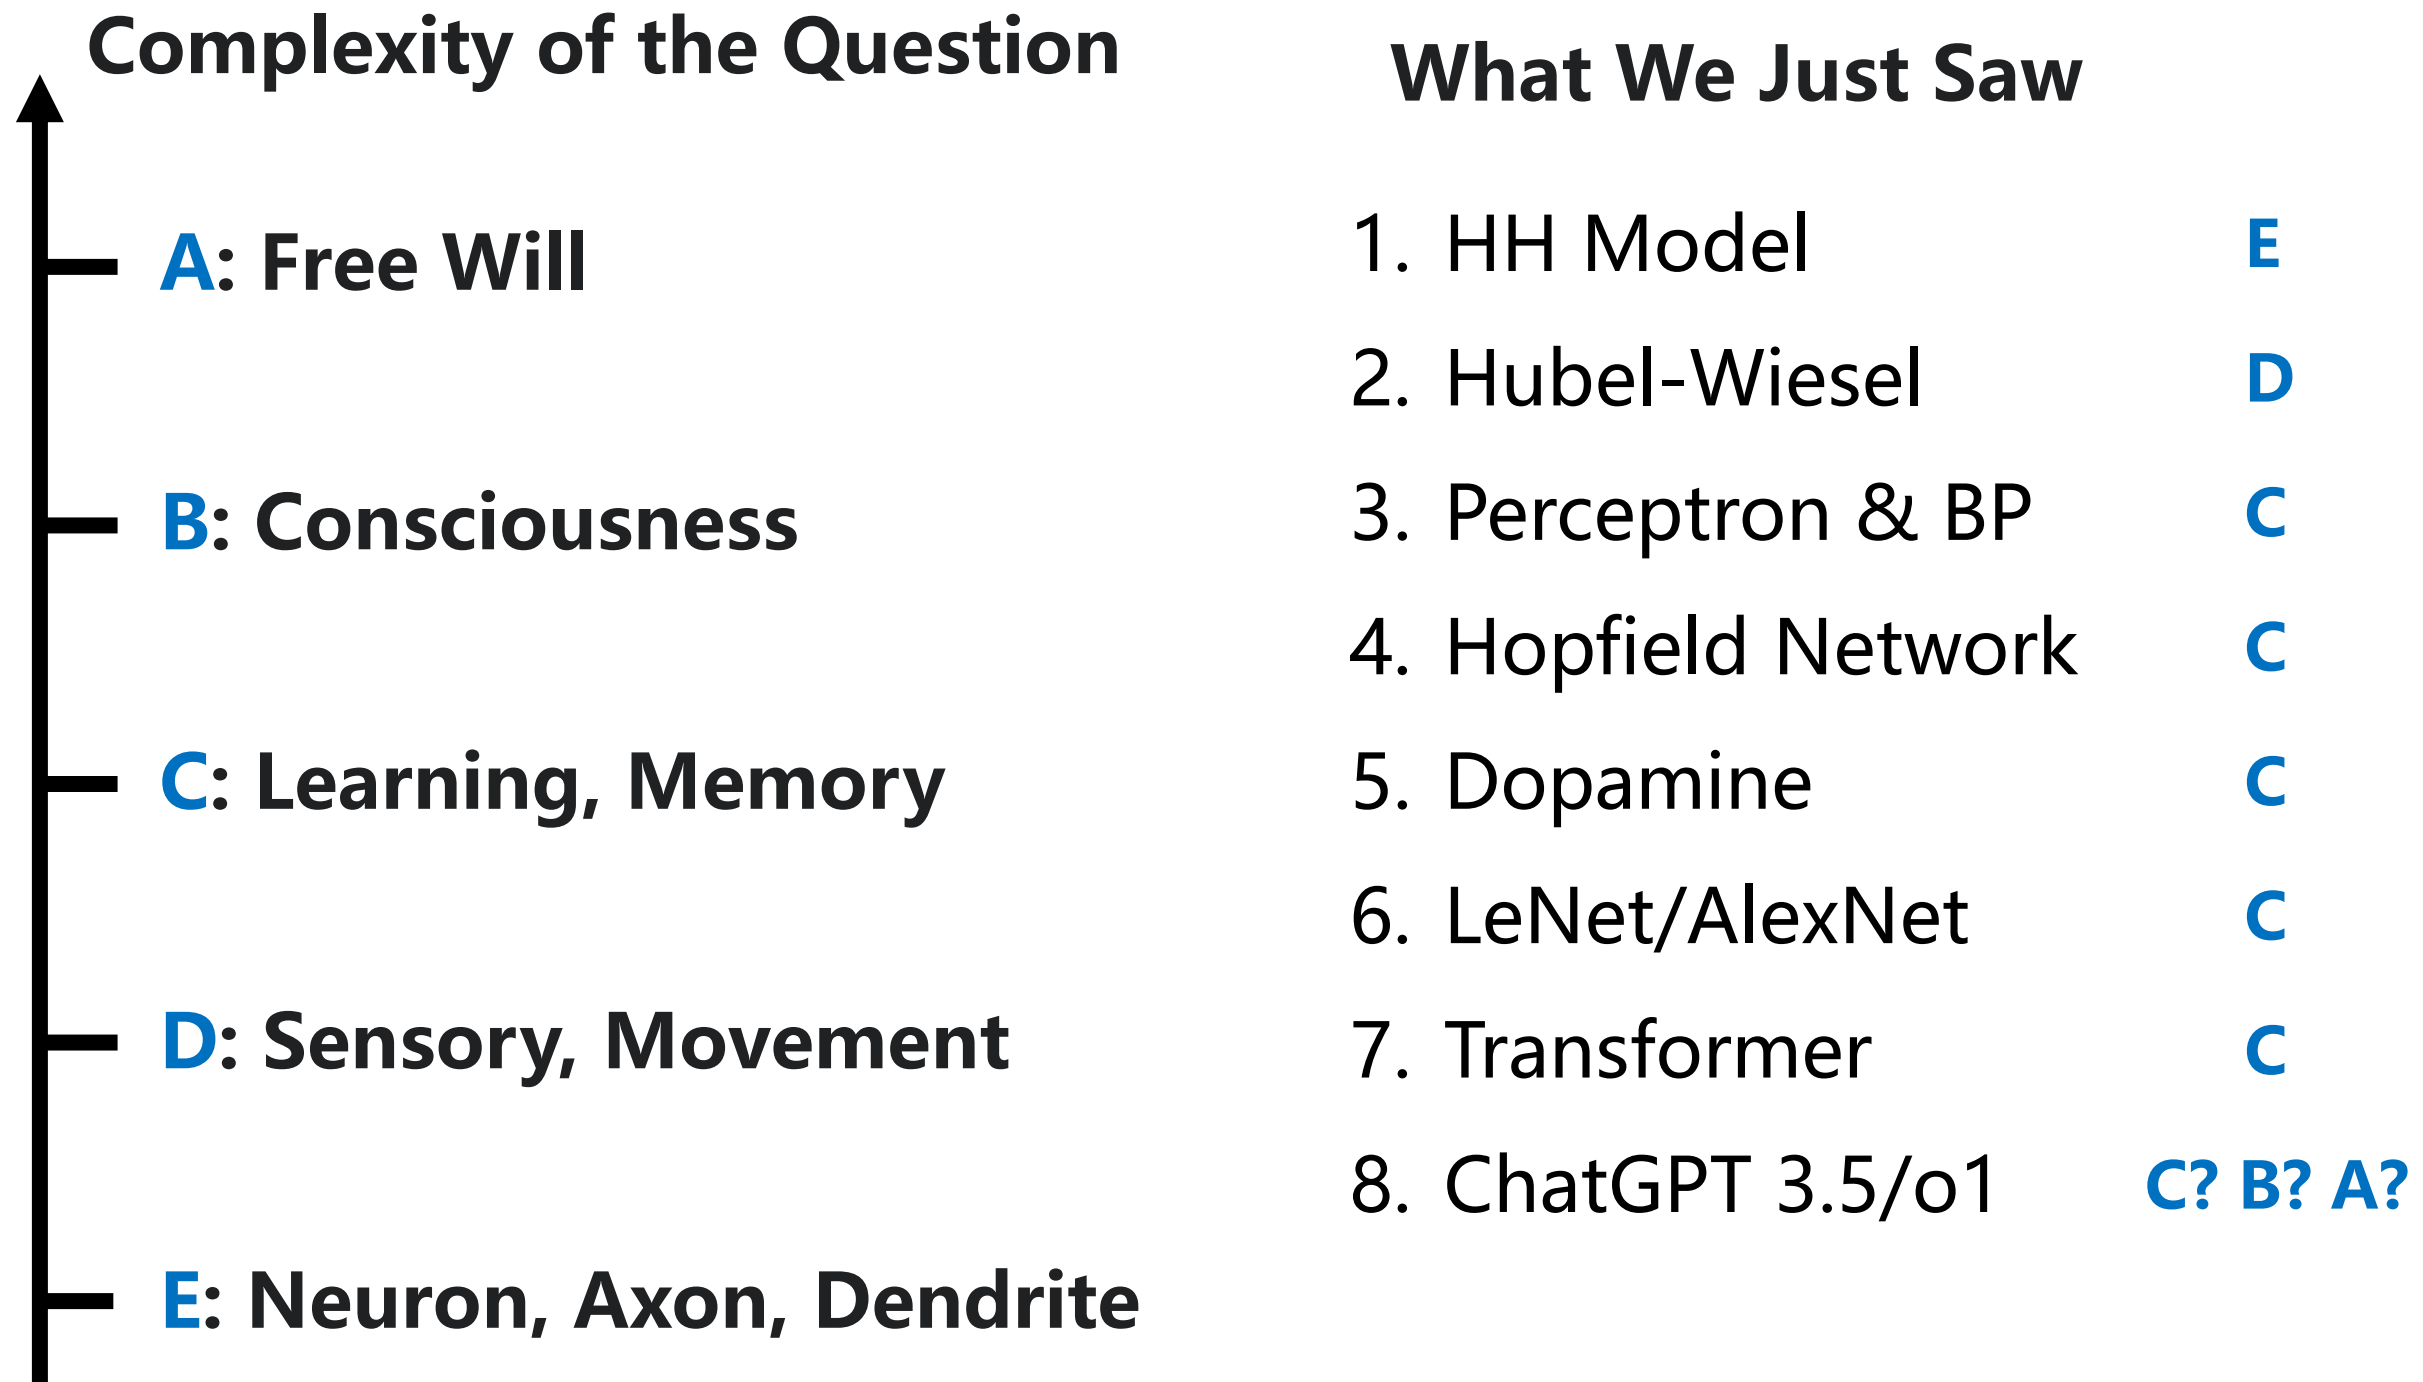 Complexity of the Question
A: Free Will
B: Consciousness
C: Learning, Memory
D: Sensory, Movement
E: Neuron, Axon, Dendrite
What We Just Saw
1. HH Model E
2. Hubel-Wiesel D
3. Perceptron & BP C
4. Hopfield Network C
5. Dopamine C
6. LeNet/AlexNet C
7. Transformer C
8. ChatGPT 3.5/o1 C? B? A?